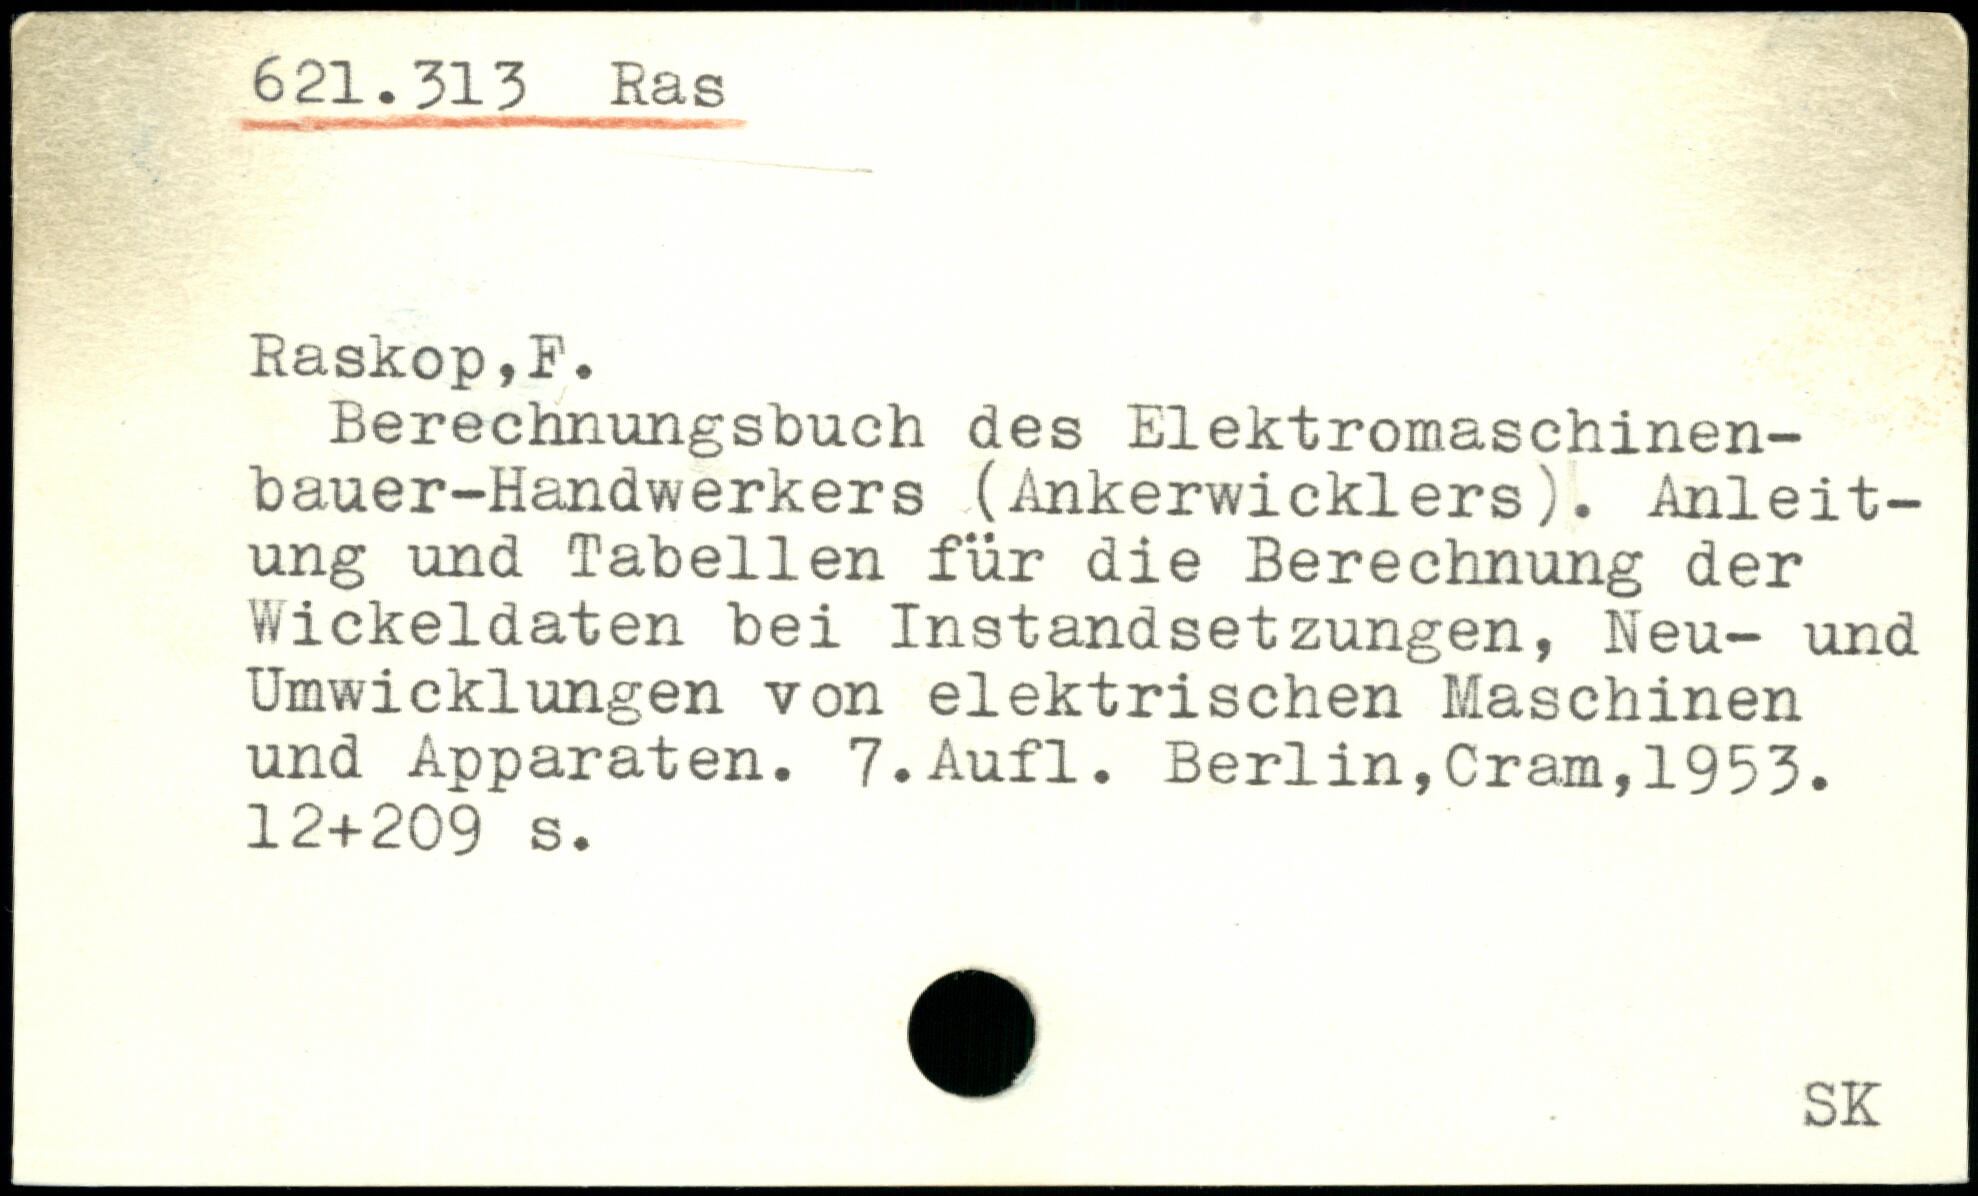 621.313 Ras
Raskop,F.
Berechnungsbuch des Elektromaschinen-
bauer-Handwerkers (Ankerwicklers). Anleit-
ung und Tabellen für die Berechnung der
Wickeldaten bei Instandsetzungen, Neu- und
Umwicklungen von elektrischen Maschinen
und Apparaten. 7.Aufl. Berlin,Cram,1953.
12+209 s.
SK